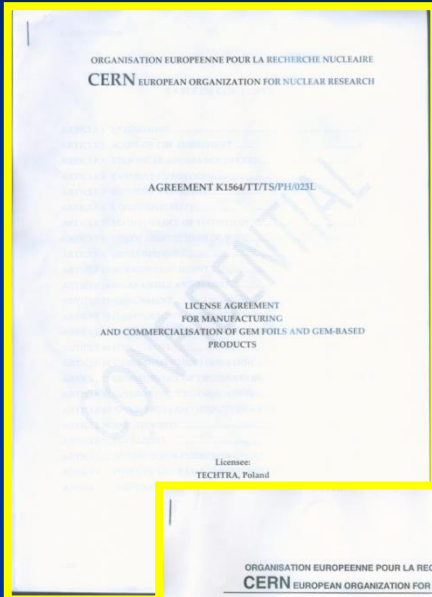 ORGANISATION EUROPEENNE POUR LA RECHERCHE NUCLEAIRE
CERN EUROPEAN ORGANIZATION FOR NUCLEAR RESEARCH
AGREEMENT K1564/TT/TS/PH/023L
CONFIDENTIAL
LICENSE AGREEMENT
FOR MANUFACTURING
AND COMMERCIALISATION OF GEM FOILS AND GEM-BASED
PRODUCTS
Licensee:
TECHTRA, Poland
ORGANISATION EUROPEENNE POUR LA REC
CERN EUROPEAN ORGANIZATION FOR